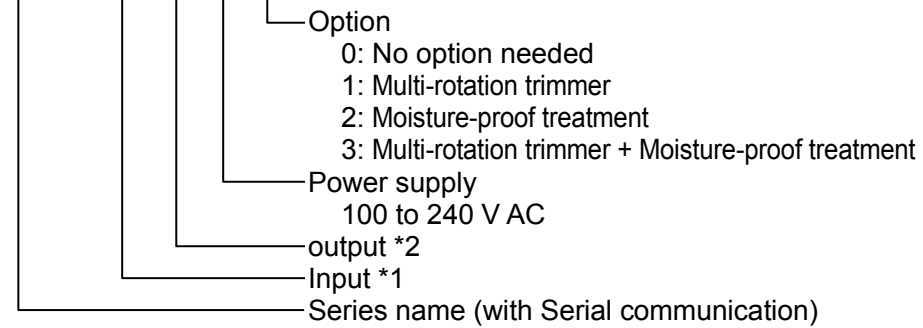 Option
0: No option needed
1: Multi-rotation trimmer
2: Moisture-proof treatment
3: Multi-rotation trimmer + Moisture-proof treatment
Power supply
100 to 240 V AC
output *2
Input *1
Series name (with Serial communication)